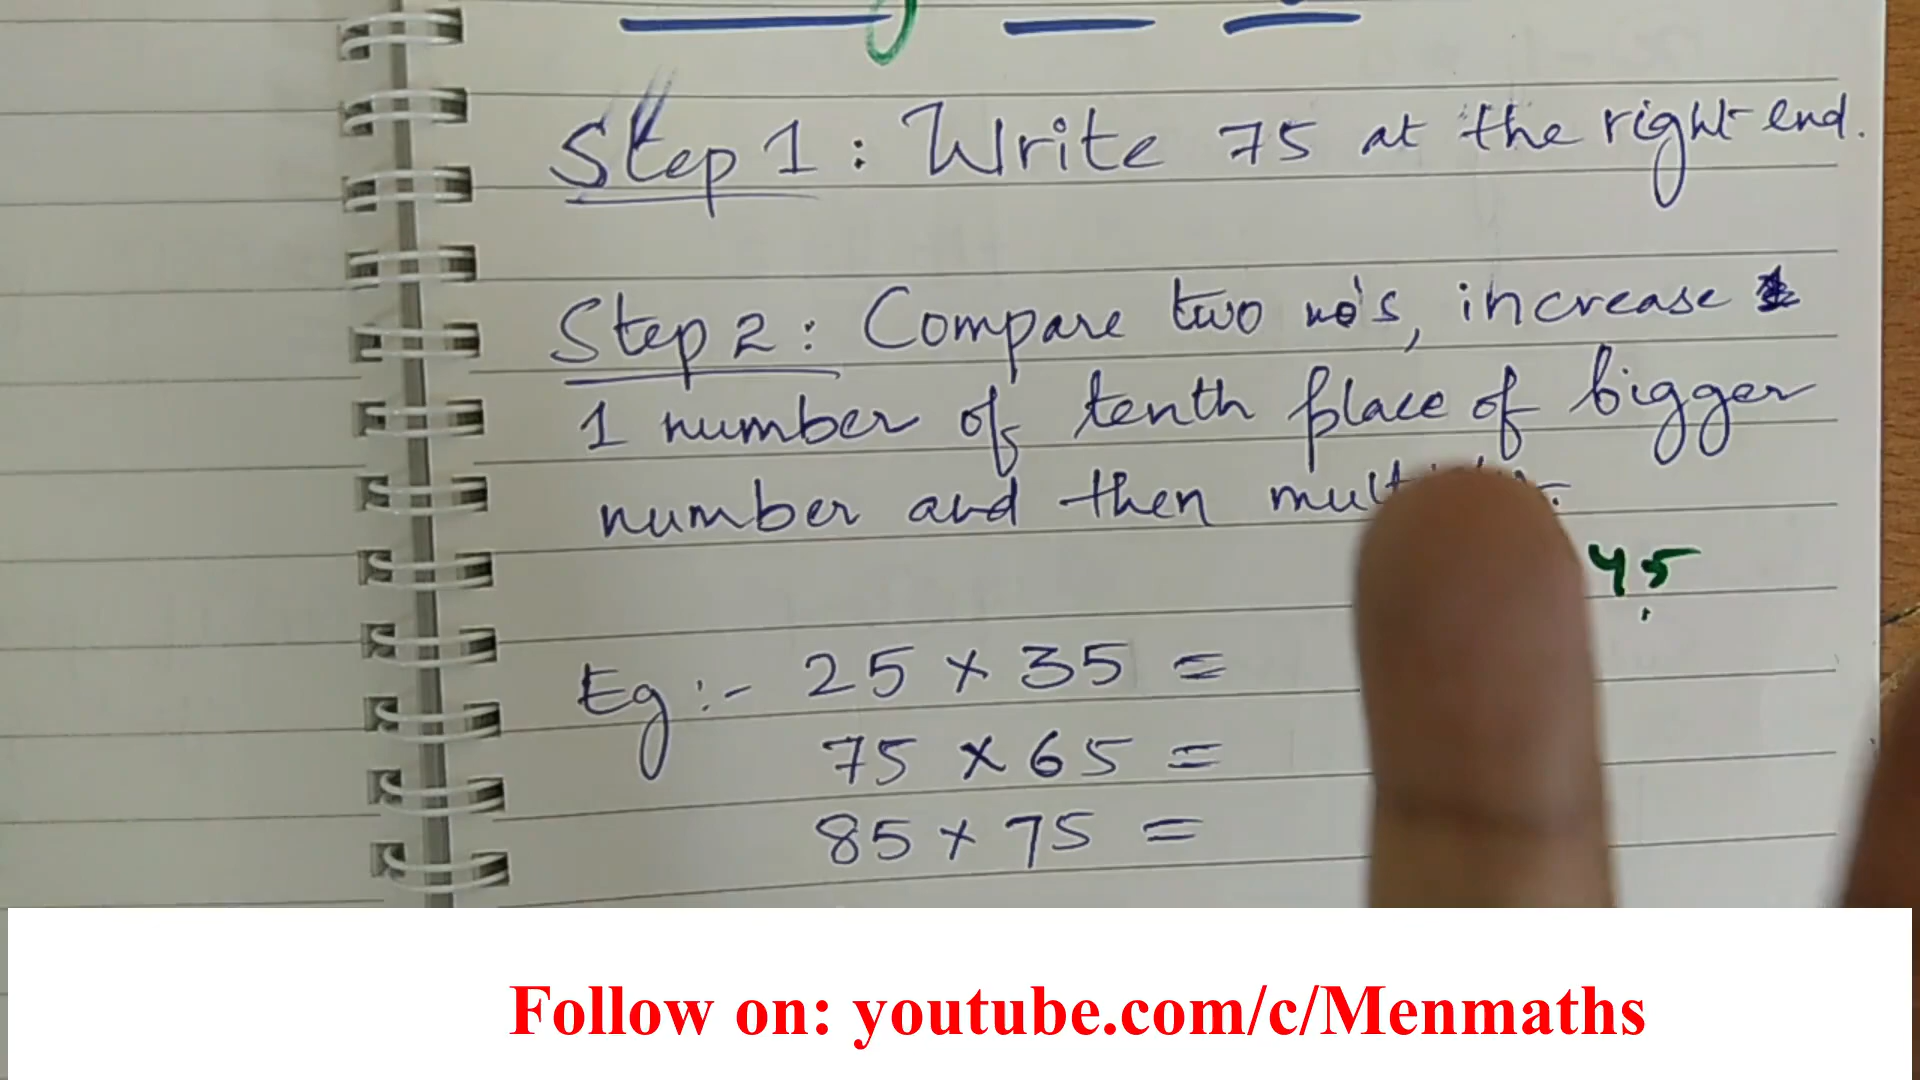 Step 1 : Write 75 at the right end.
Step 2 : Compare two no's, increase
1 number of tenth place of bigger
number and then
45
Eg :- 25 × 35 =
75 × 65 =
85 × 75 =
Follow on: youtube.com/c/Menmaths